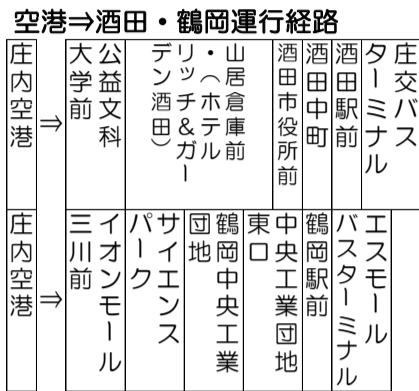 空港⇒酒田・鶴岡運行経路
庄内空港
⇒
公益文科
大学前
山居倉庫前
・（ホテル
リッチ&ガー
デン酒田）
酒田市役所前
酒田中町
酒田駅前
庄交バス
ターミナル
庄内空港
⇒
イオンモール
三川前
サイエンス
パーク
鶴岡中央工業
団地
中央工業団地
東口
鶴岡駅前
エスモール
バスターミナル